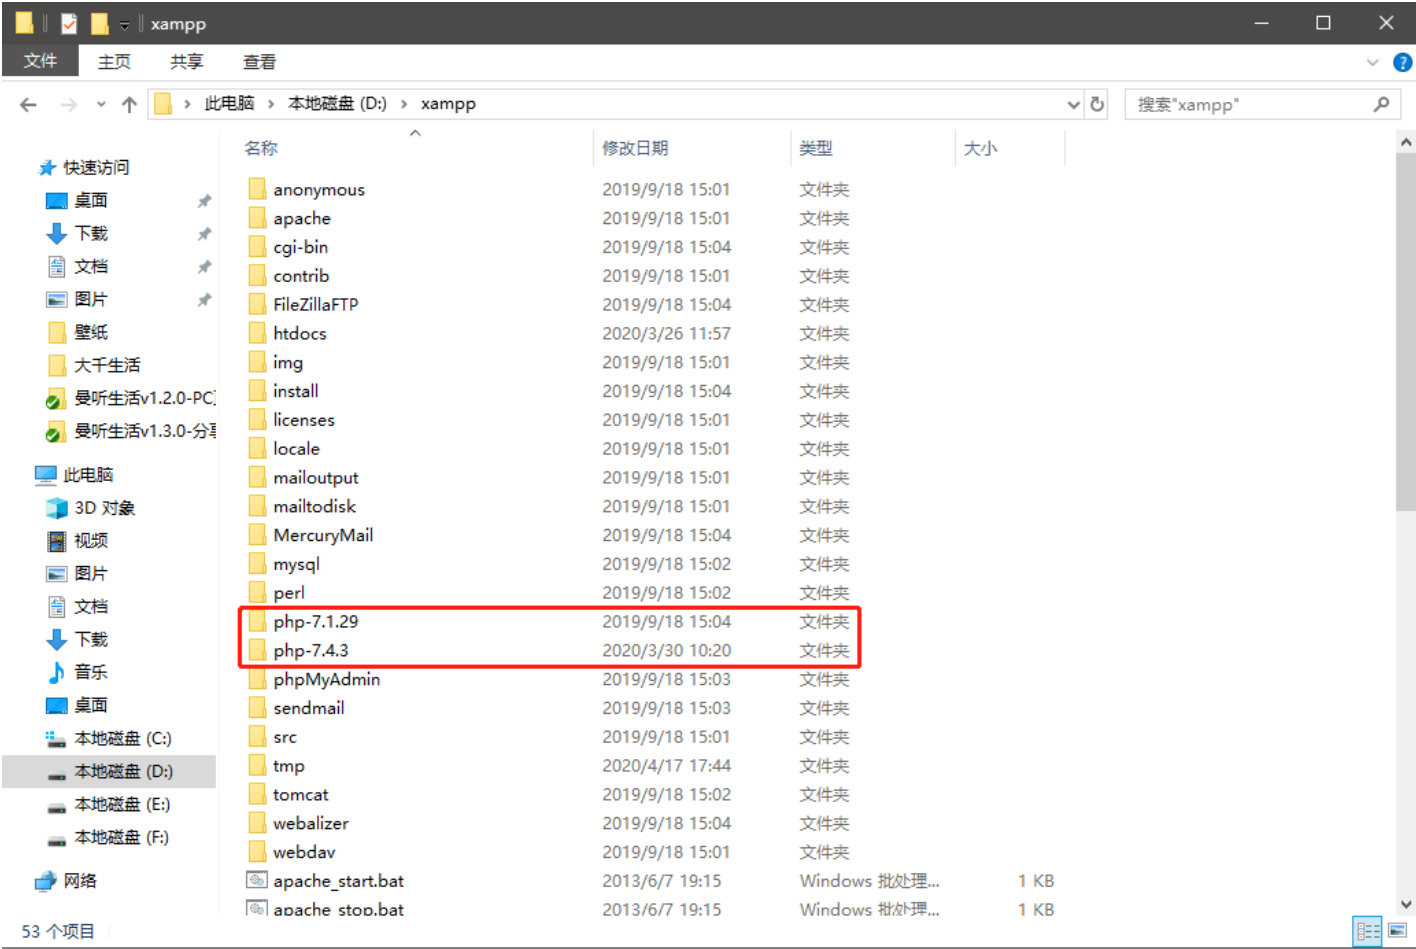 xampp
文件 主页 共享 查看
此电脑 › 本地磁盘 (D:) › xampp
搜索"xampp"
快速访问
桌面
下载
文档
图片
壁纸
大千生活
曼听生活v1.2.0-PC
曼听生活v1.3.0-分享
此电脑
3D 对象
视频
图片
文档
下载
音乐
桌面
本地磁盘 (C:)
本地磁盘 (D:)
本地磁盘 (E:)
本地磁盘 (F:)
网络
名称 修改日期 类型 大小
anonymous 2019/9/18 15:01 文件夹
apache 2019/9/18 15:01 文件夹
cgi-bin 2019/9/18 15:04 文件夹
contrib 2019/9/18 15:01 文件夹
FileZillaFTP 2019/9/18 15:04 文件夹
htdocs 2020/3/26 11:57 文件夹
img 2019/9/18 15:01 文件夹
install 2019/9/18 15:04 文件夹
licenses 2019/9/18 15:01 文件夹
locale 2019/9/18 15:01 文件夹
mailoutput 2019/9/18 15:01 文件夹
mailtodisk 2019/9/18 15:01 文件夹
MercuryMail 2019/9/18 15:04 文件夹
mysql 2019/9/18 15:02 文件夹
perl 2019/9/18 15:02 文件夹
php-7.1.29 2019/9/18 15:04 文件夹
php-7.4.3 2020/3/30 10:20 文件夹
phpMyAdmin 2019/9/18 15:03 文件夹
sendmail 2019/9/18 15:03 文件夹
src 2019/9/18 15:01 文件夹
tmp 2020/4/17 17:44 文件夹
tomcat 2019/9/18 15:02 文件夹
webalizer 2019/9/18 15:04 文件夹
webdav 2019/9/18 15:01 文件夹
apache_start.bat 2013/6/7 19:15 Windows 批处理... 1 KB
apache_stop.bat 2013/6/7 19:15 Windows 批处理... 1 KB
53 个项目